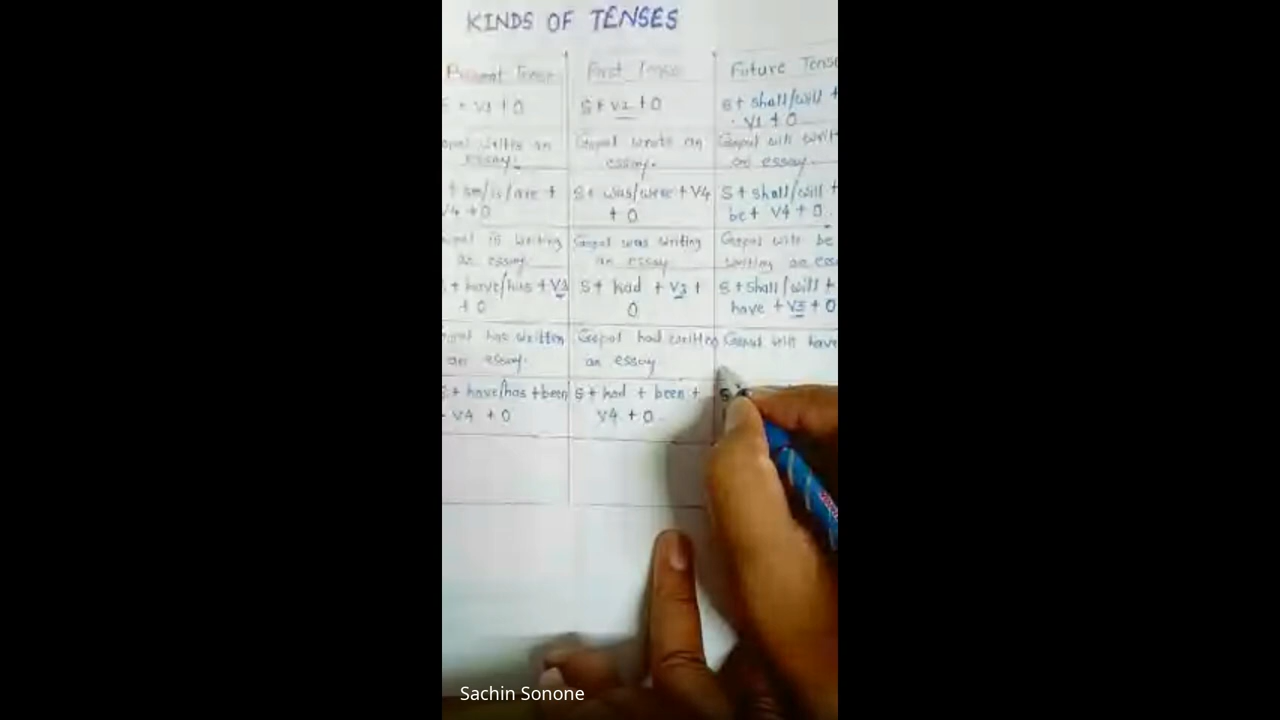 KINDS OF TENSES
Present Tense
Past Tense
Future Tense
+ V1 + O
S + V2 + O
S + shall/will +
V1 + O
writes an
essay.
Gopal wrote an
essay.
Gopal will write
an essay.
+ am/is/are +
V4 + O
S + was/were + V4
+ O
S + shall/will +
be + V4 + O.
is writing
an essay
Gopal was writing
an essay
Gopal will be
writing an ess
+ have/has + V3
+ O
S + had + V3 +
O
S + shall/will +
have + V3 + O
has written
an essay.
Gopal had written
an essay
Gopal will have
S + have/has + been
+ V4 + O
S + had + been +
V4 + O.
S
Sachin Sonone